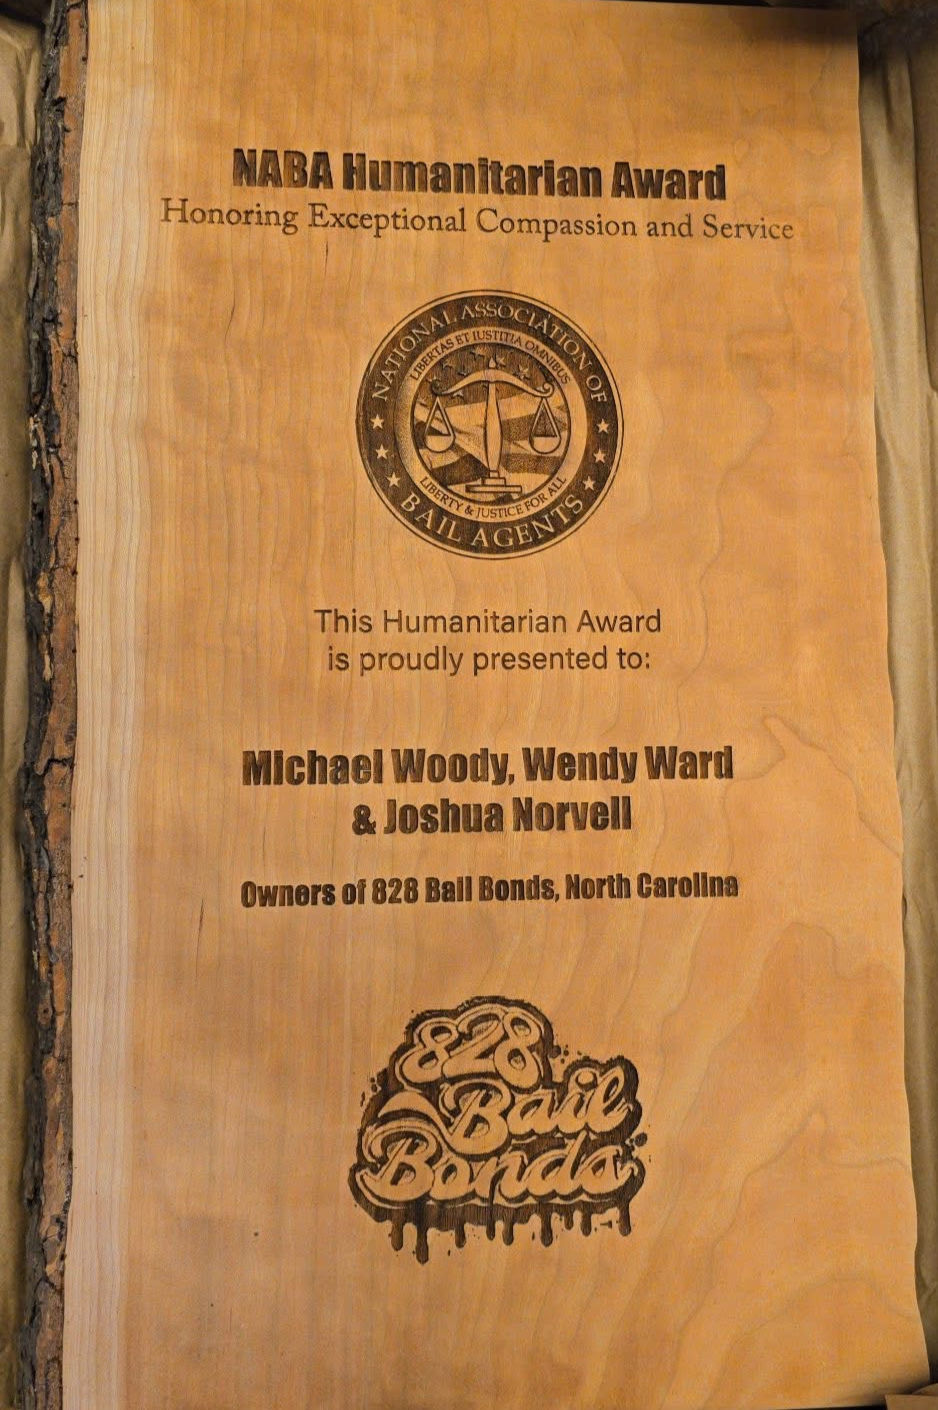 NABA Humanitarian Award
Honoring Exceptional Compassion and Service
NATIONAL ASSOCIATION OF
LIBERTAS ET IUSTITIA OMNIBUS
LIBERTY & JUSTICE FOR ALL
BAIL AGENTS
This Humanitarian Award
is proudly presented to:
Michael Woody, Wendy Ward
& Joshua Norvell
Owners of 828 Bail Bonds, North Carolina
828
Bail
Bonds